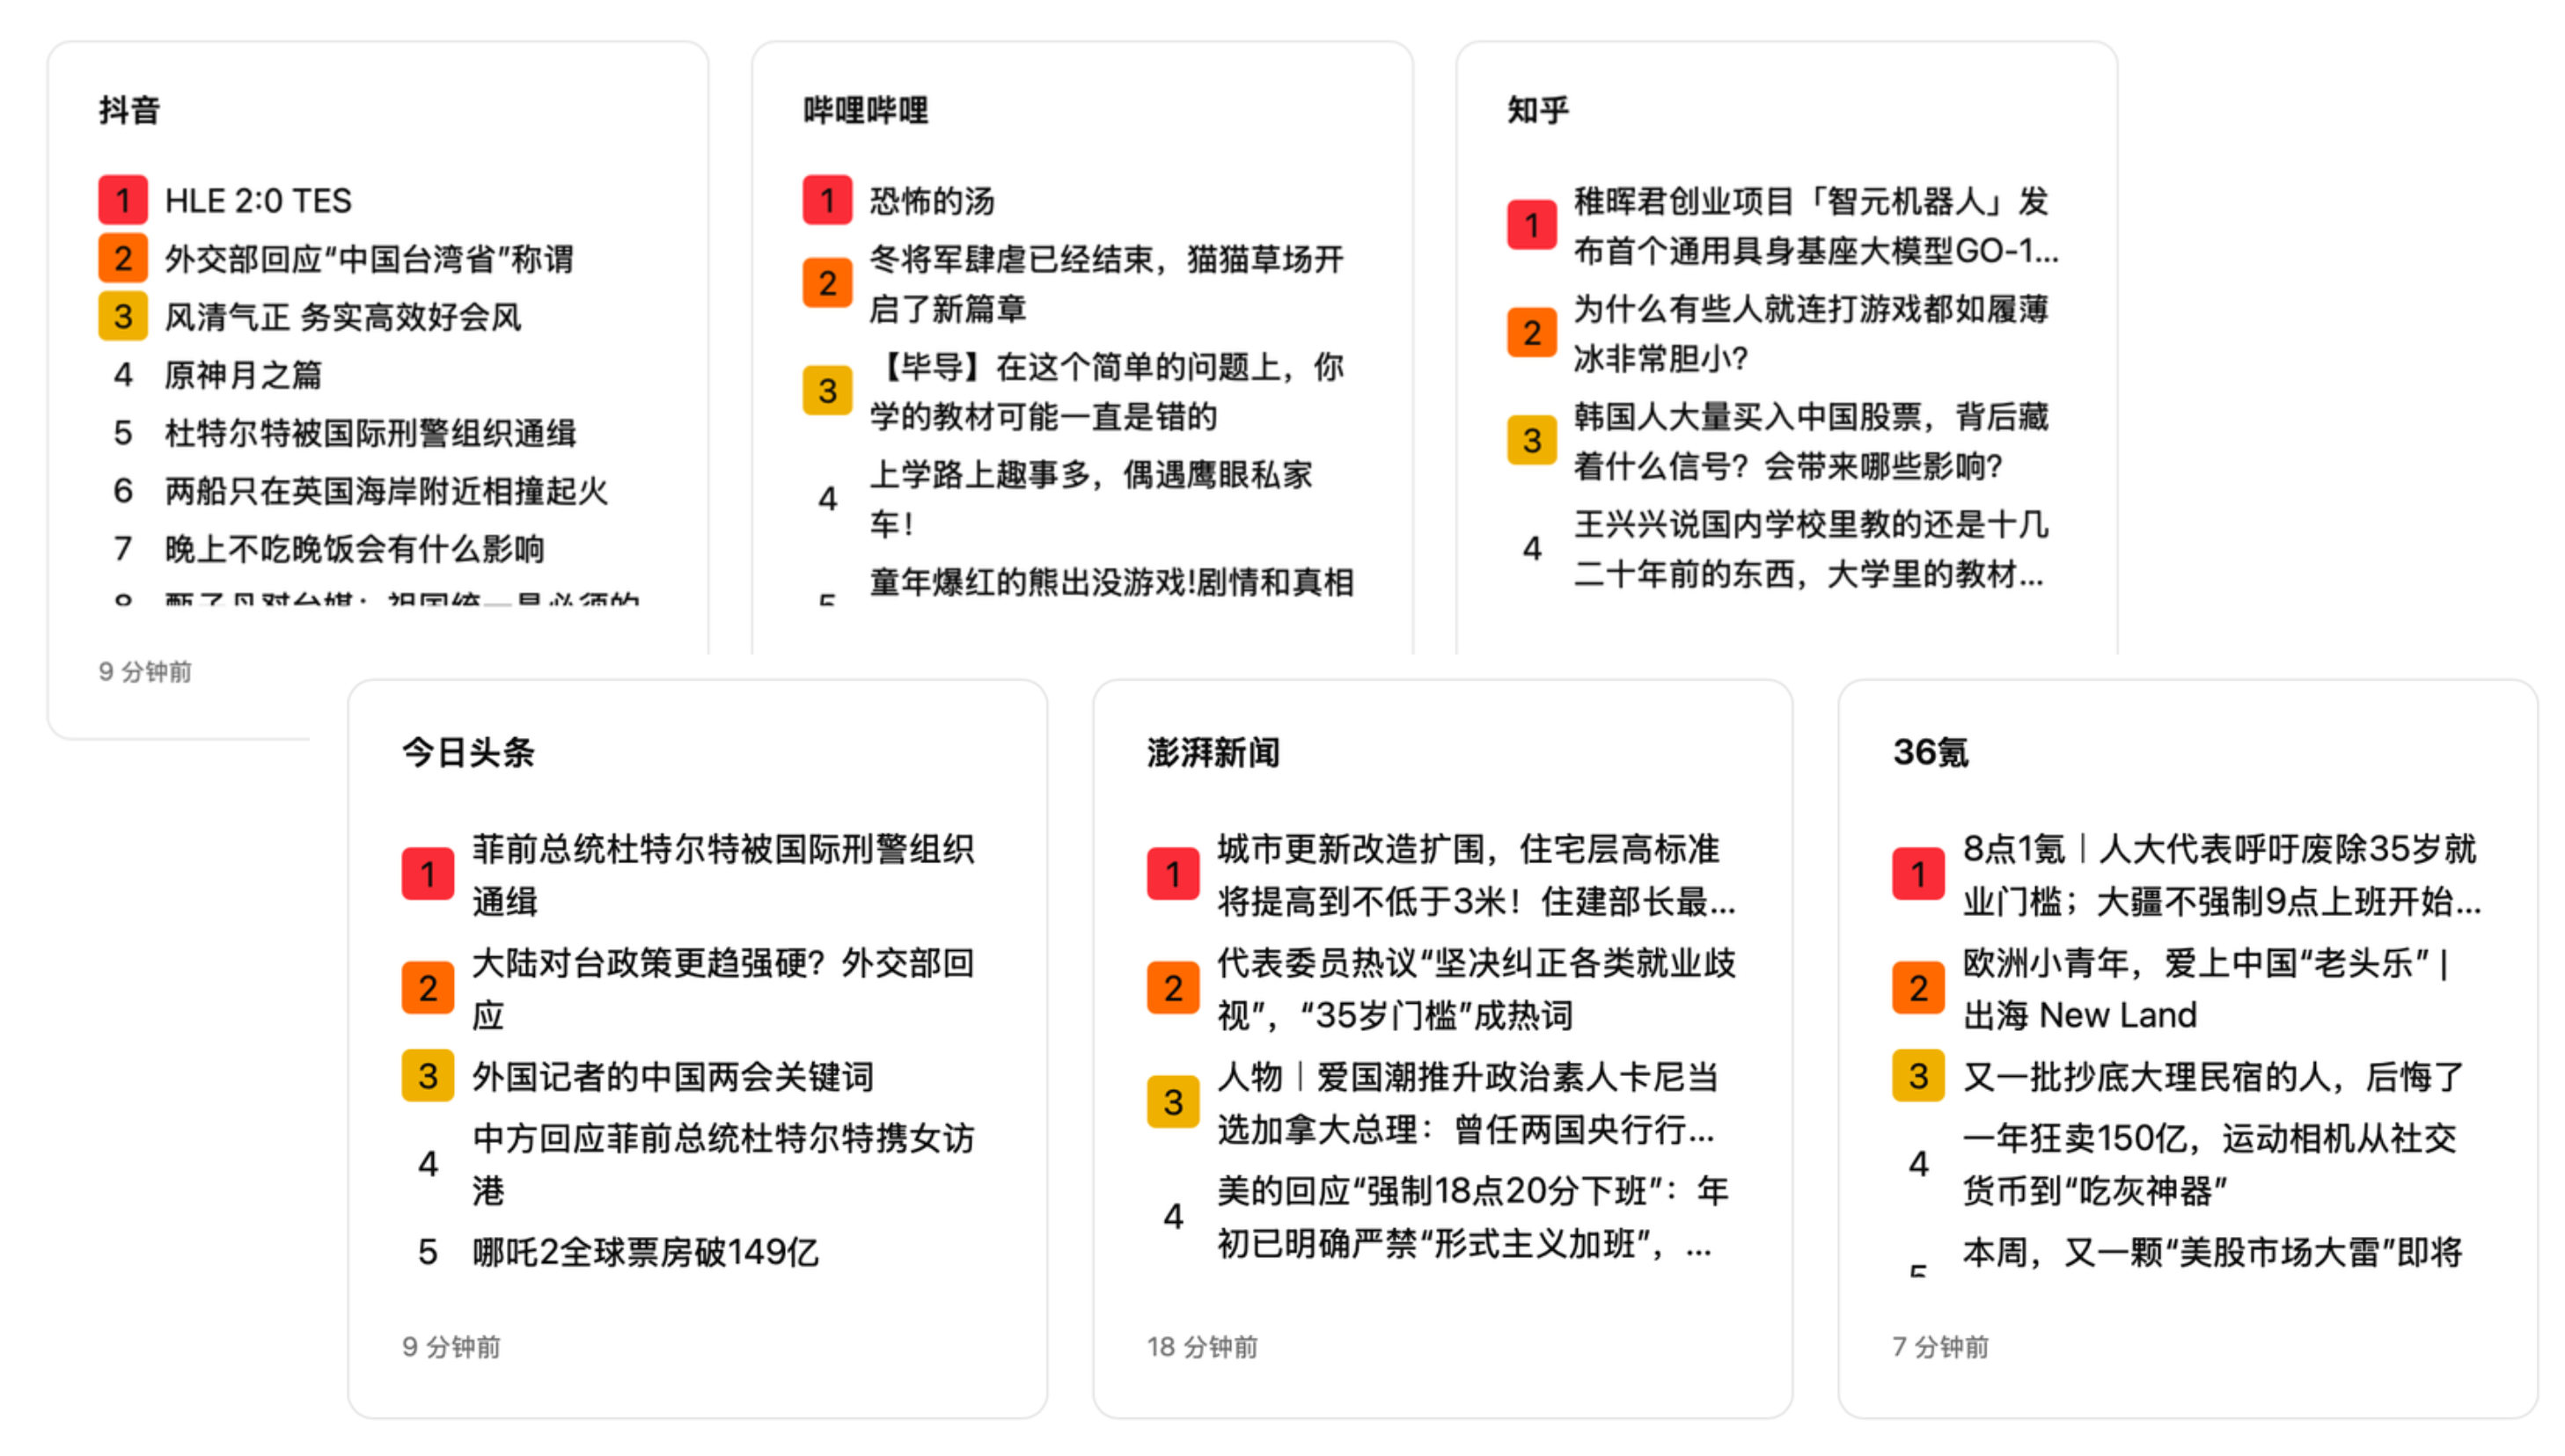 抖音
1 HLE 2:0 TES
2 外交部回应“中国台湾省”称谓
3 风清气正 务实高效好会风
4 原神月之篇
5 杜特尔特被国际刑警组织通缉
6 两船只在英国海岸附近相撞起火
7 晚上不吃晚饭会有什么影响
8 甄子丹怼台媒：祖国统一是必须的
9 分钟前
哔哩哔哩
1 恐怖的汤
2 冬将军肆虐已经结束，猫猫草场开
启了新篇章
3 【毕导】在这个简单的问题上，你
学的教材可能一直是错的
4 上学路上趣事多，偶遇鹰眼私家
车！
5 童年爆红的熊出没游戏!剧情和真相
知乎
1 稚晖君创业项目「智元机器人」发
布首个通用具身基座大模型GO-1...
2 为什么有些人就连打游戏都如履薄
冰非常胆小？
3 韩国人大量买入中国股票，背后藏
着什么信号？会带来哪些影响？
4 王兴兴说国内学校里教的还是十几
二十年前的东西，大学里的教材...
今日头条
1 菲前总统杜特尔特被国际刑警组织
通缉
2 大陆对台政策更趋强硬？外交部回
应
3 外国记者的中国两会关键词
4 中方回应菲前总统杜特尔特携女访
港
5 哪吒2全球票房破149亿
9 分钟前
澎湃新闻
1 城市更新改造扩围，住宅层高标准
将提高到不低于3米！住建部长最...
2 代表委员热议“坚决纠正各类就业歧
视”，“35岁门槛”成热词
3 人物｜爱国潮推升政治素人卡尼当
选加拿大总理：曾任两国央行行...
4 美的回应“强制18点20分下班”：年
初已明确严禁“形式主义加班”，...
18 分钟前
36氪
1 8点1氪｜人大代表呼吁废除35岁就
业门槛；大疆不强制9点上班开始...
2 欧洲小青年，爱上中国“老头乐” |
出海 New Land
3 又一批抄底大理民宿的人，后悔了
4 一年狂卖150亿，运动相机从社交
货币到“吃灰神器”
5 本周，又一颗“美股市场大雷”即将
7 分钟前